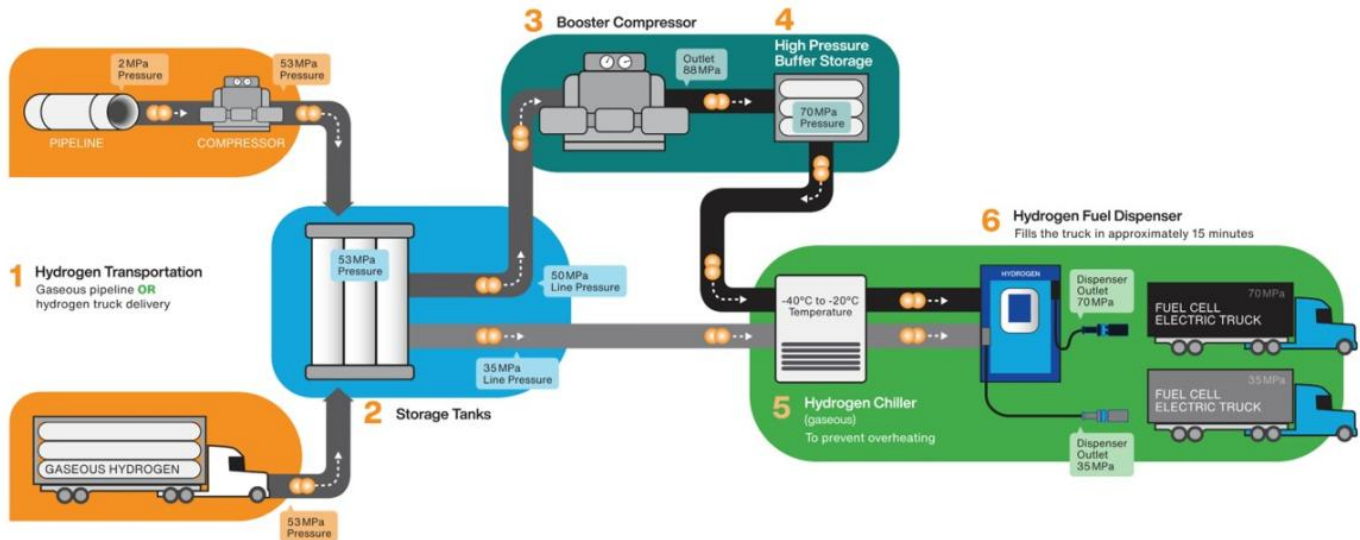 1 Hydrogen Transportation
Gaseous pipeline OR
hydrogen truck delivery
2 MPa
Pressure
53 MPa
Pressure
PIPELINE
COMPRESSOR
GASEOUS HYDROGEN
53 MPa
Pressure
53 MPa
Pressure
2 Storage Tanks
50 MPa
Line Pressure
35 MPa
Line Pressure
3 Booster Compressor
Outlet
88 MPa
4
High Pressure
Buffer Storage
70 MPa
Pressure
-40°C to -20°C
Temperature
5 Hydrogen Chiller
(gaseous)
To prevent overheating
6 Hydrogen Fuel Dispenser
Fills the truck in approximately 15 minutes
HYDROGEN
Dispenser
Outlet
70 MPa
Dispenser
Outlet
35 MPa
70 MPa
FUEL CELL
ELECTRIC TRUCK
35 MPa
FUEL CELL
ELECTRIC TRUCK